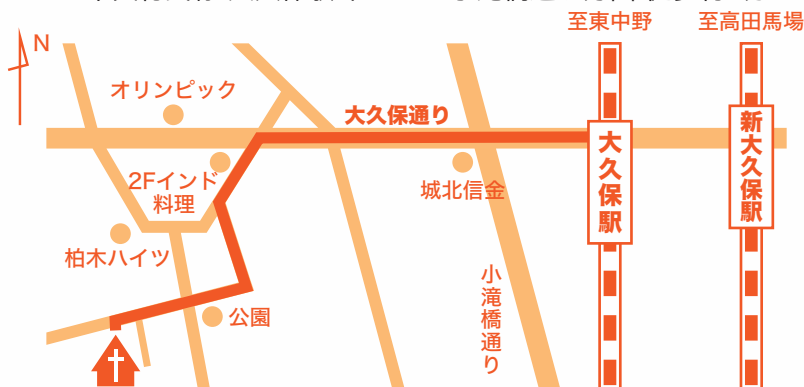 至東中野
至高田馬場
N
オリンピック
大久保通り
2Fインド
料理
城北信金
大久保駅
新大久保駅
柏木ハイツ
公園
小滝橋通り